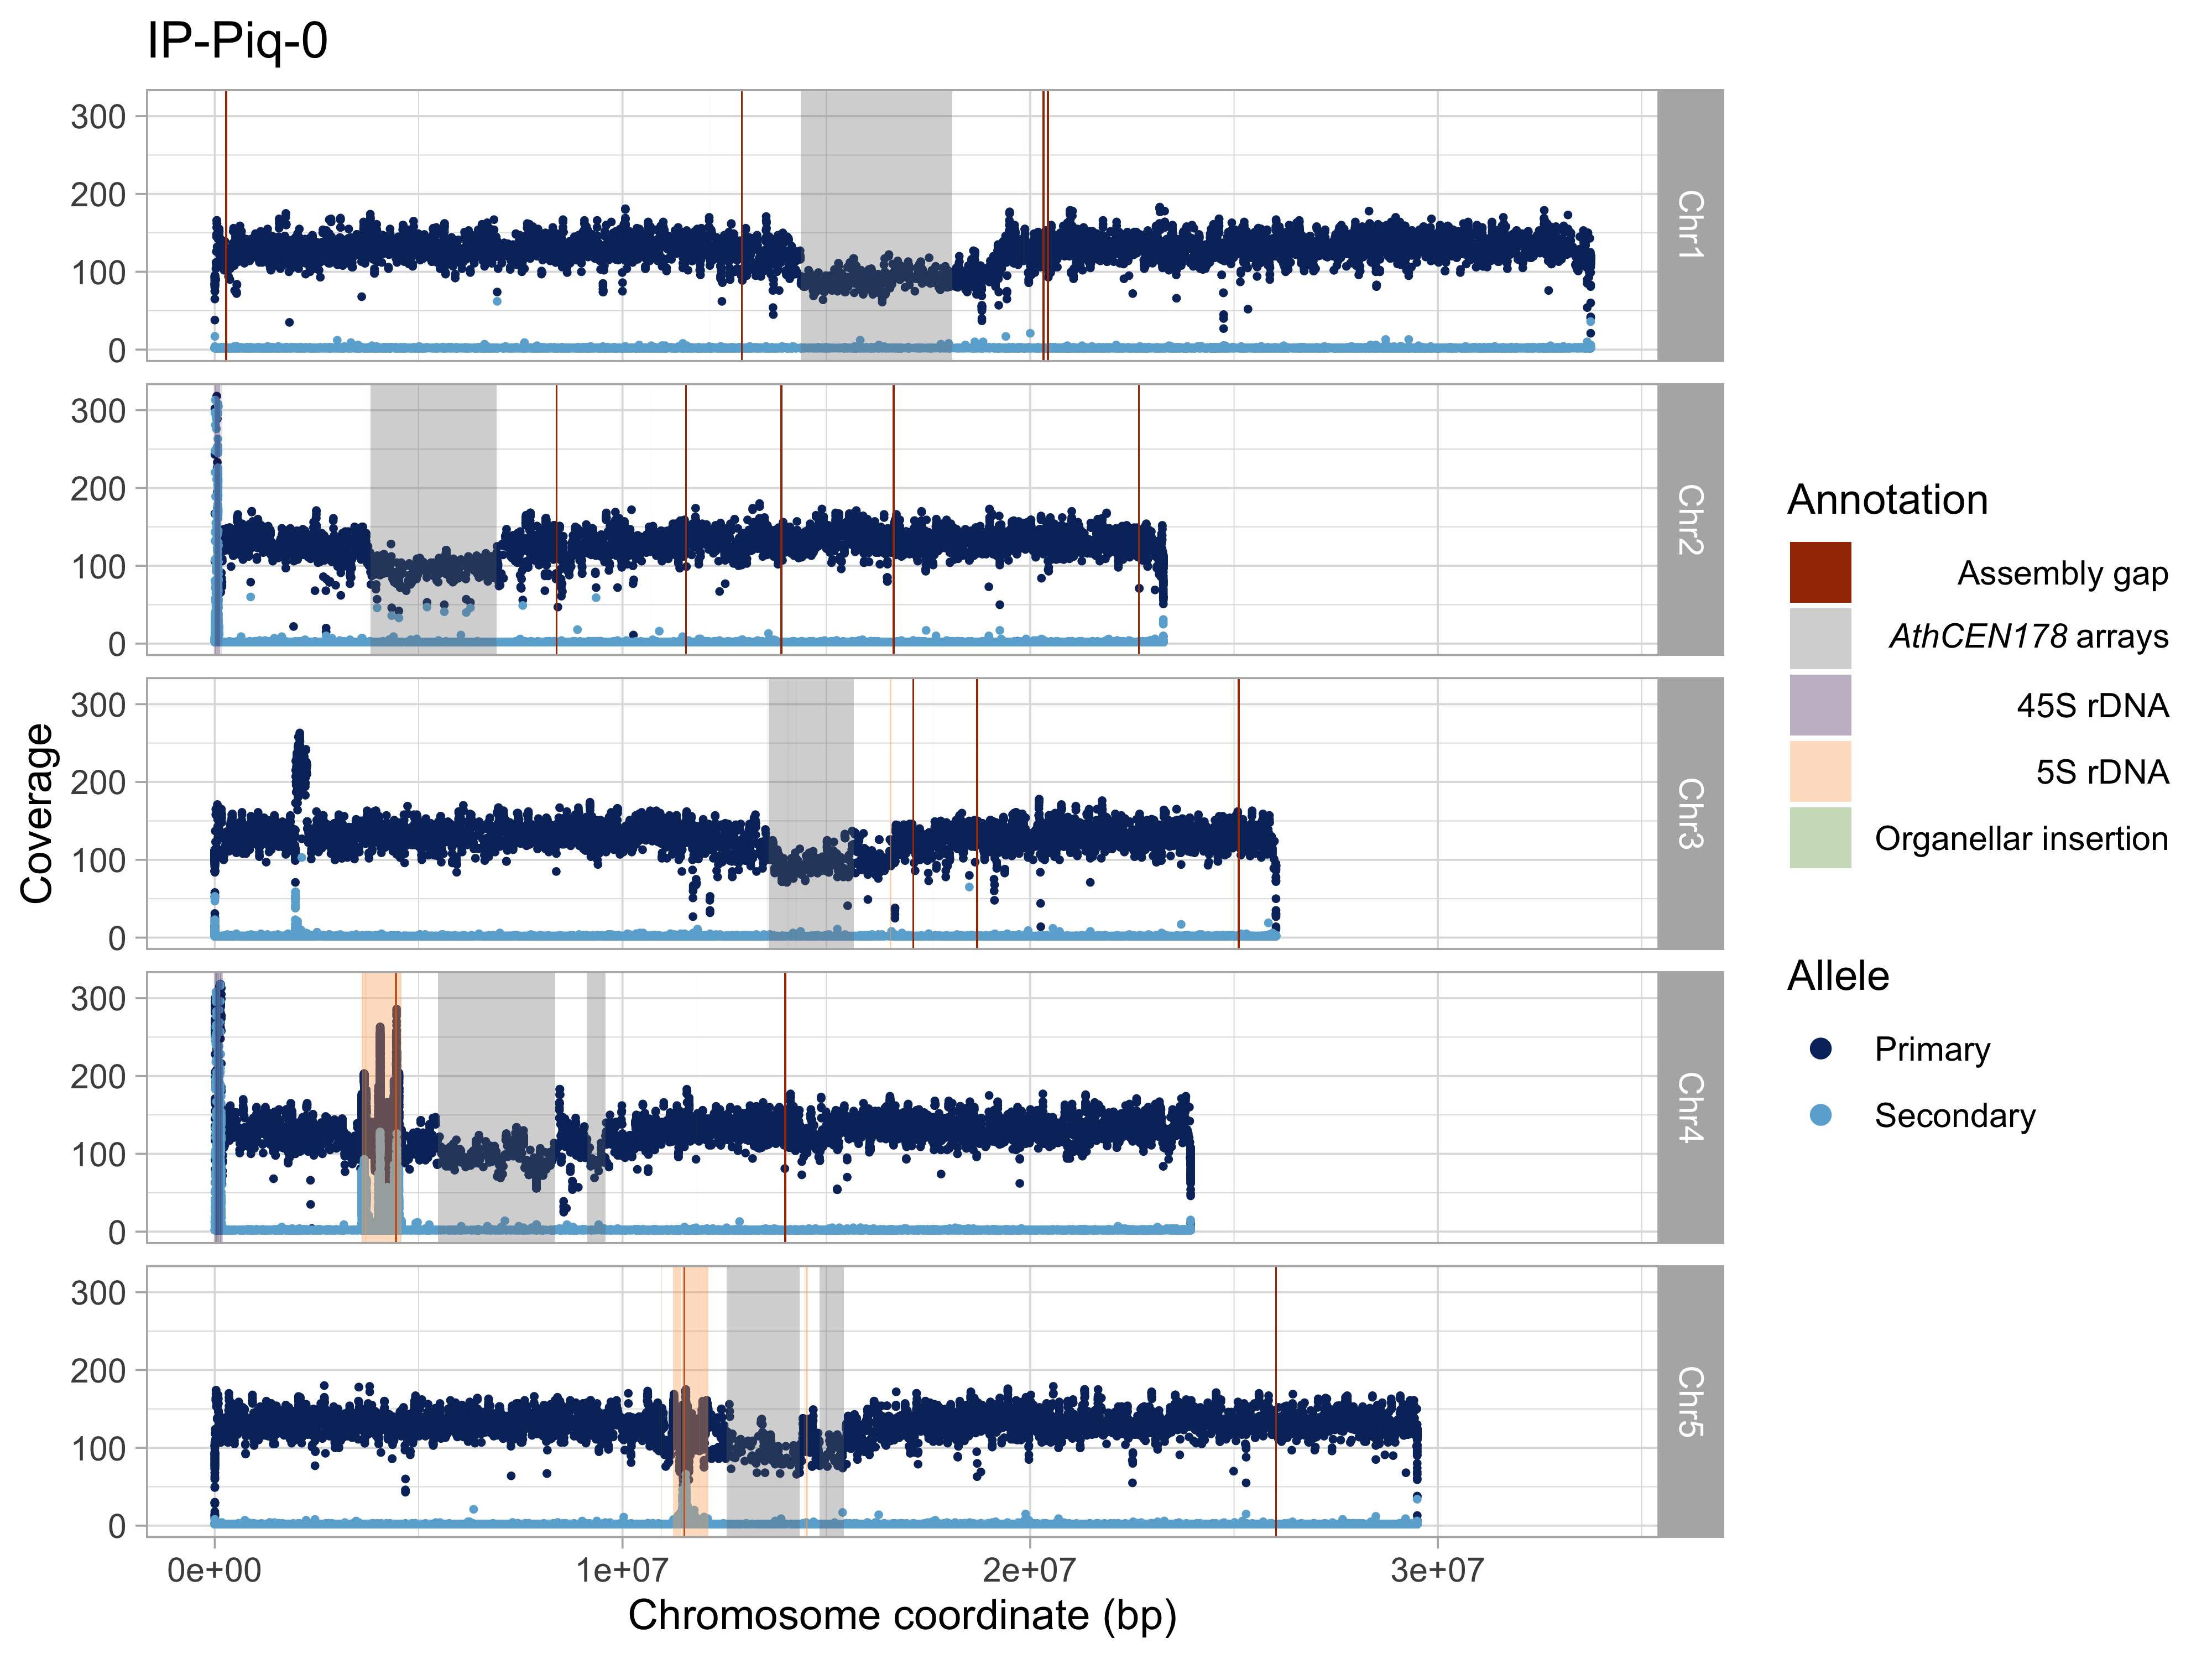 IP-Piq-0
300
200
100
0
Chr1
300
200
100
0
Chr2
300
200
100
0
Chr3
300
200
100
0
Chr4
300
200
100
0
Chr5
0e+00
1e+07
2e+07
3e+07
Chromosome coordinate (bp)
Coverage
Annotation
Assembly gap
AthCEN178 arrays
45S rDNA
5S rDNA
Organellar insertion
Allele
Primary
Secondary